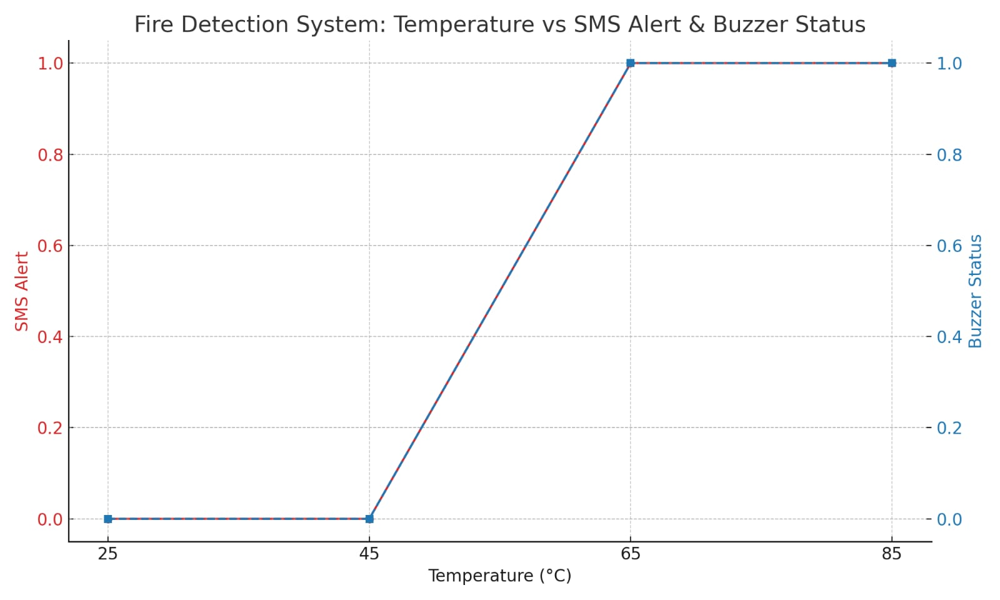 Fire Detection System: Temperature vs SMS Alert & Buzzer Status
SMS Alert
1.0
0.8
0.6
0.4
0.2
0.0
1.0
0.8
0.6
0.4
0.2
0.0
Buzzer Status
25 45 65 85
Temperature (°C)